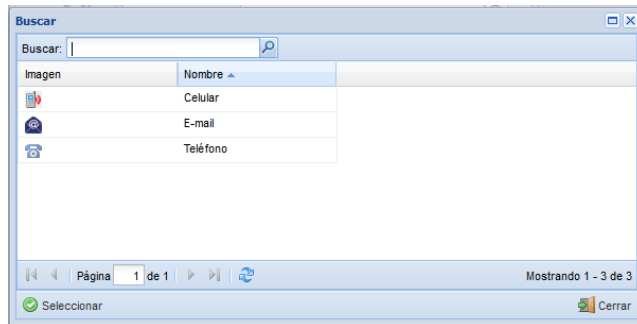 Buscar
Buscar:
Imagen Nombre
Celular
E-mail
Teléfono
Página 1 de 1 Mostrando 1 - 3 de 3
Seleccionar Cerrar